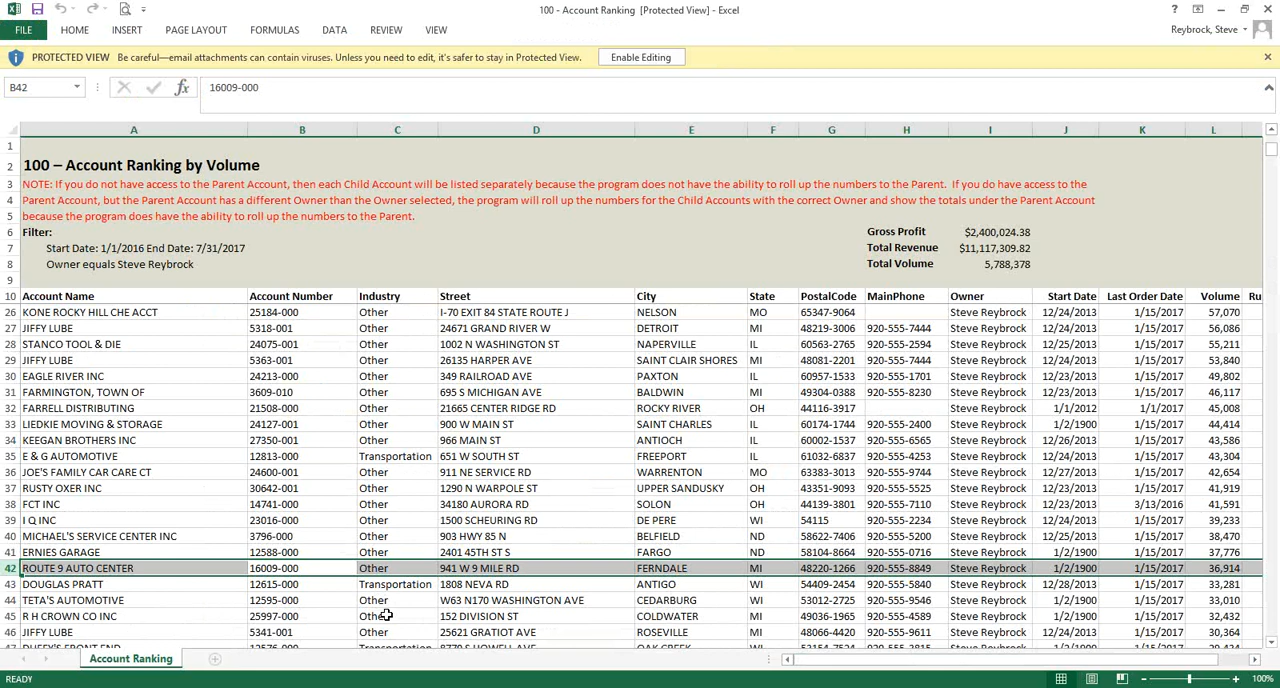 100 - Account Ranking [Protected View] - Excel
FILE HOME INSERT PAGE LAYOUT FORMULAS DATA REVIEW VIEW Reybrock, Steve
PROTECTED VIEW Be careful—email attachments can contain viruses. Unless you need to edit, it's safer to stay in Protected View. Enable Editing
B42 fx 16009-000
A B C D E F G H I J K L
1
2 100 – Account Ranking by Volume
3 NOTE: If you do not have access to the Parent Account, then each Child Account will be listed separately because the program does not have the ability to roll up the numbers to the Parent. If you do have access to the
4 Parent Account, but the Parent Account has a different Owner than the Owner selected, the program will roll up the numbers for the Child Accounts with the correct Owner and show the totals under the Parent Account
5 because the program does have the ability to roll up the numbers to the Parent.
6 Filter: Gross Profit $2,400,024.38
7 Start Date: 1/1/2016 End Date: 7/31/2017 Total Revenue $11,117,309.82
8 Owner equals Steve Reybrock Total Volume 5,788,378
9
10 Account Name Account Number Industry Street City State PostalCode MainPhone Owner Start Date Last Order Date Volume Ru
26 KONE ROCKY HILL CHE ACCT 25184-000 Other I-70 EXIT 84 STATE ROUTE J NELSON MO 65347-9064 Steve Reybrock 12/24/2013 1/15/2017 57,070
27 JIFFY LUBE 5318-001 Other 24671 GRAND RIVER W DETROIT MI 48219-3006 920-555-7444 Steve Reybrock 12/23/2013 1/15/2017 56,086
28 STANCO TOOL & DIE 24075-001 Other 1002 N WASHINGTON ST NAPERVILLE IL 60563-2765 920-555-2594 Steve Reybrock 12/25/2013 1/15/2017 55,211
29 JIFFY LUBE 5363-001 Other 26135 HARPER AVE SAINT CLAIR SHORES MI 48081-2201 920-555-7444 Steve Reybrock 12/24/2013 1/15/2017 53,840
30 EAGLE RIVER INC 24213-000 Other 349 RAILROAD AVE PAXTON IL 60957-1533 920-555-1701 Steve Reybrock 12/23/2013 1/15/2017 49,802
31 FARMINGTON, TOWN OF 3609-010 Other 695 S MICHIGAN AVE BALDWIN MI 49304-0388 920-555-8230 Steve Reybrock 12/24/2013 1/15/2017 46,117
32 FARRELL DISTRIBUTING 21508-000 Other 21665 CENTER RIDGE RD ROCKY RIVER OH 44116-3917 Steve Reybrock 1/1/2012 1/1/2017 45,008
33 LIEDKIE MOVING & STORAGE 24127-001 Other 900 W MAIN ST SAINT CHARLES IL 60174-1744 920-555-2400 Steve Reybrock 1/2/1900 1/15/2017 44,414
34 KEEGAN BROTHERS INC 27350-001 Other 966 MAIN ST ANTIOCH IL 60002-1537 920-555-6565 Steve Reybrock 12/26/2013 1/15/2017 43,586
35 E & G AUTOMOTIVE 12813-000 Transportation 651 W SOUTH ST FREEPORT IL 61032-6837 920-555-4253 Steve Reybrock 12/24/2013 1/15/2017 43,304
36 JOE'S FAMILY CAR CARE CT 24600-001 Other 911 NE SERVICE RD WARRENTON MO 63383-3013 920-555-9744 Steve Reybrock 12/27/2013 1/15/2017 42,654
37 RUSTY OXER INC 30642-001 Other 1290 N WARPOLE ST UPPER SANDUSKY OH 43351-9093 920-555-5525 Steve Reybrock 12/23/2013 1/15/2017 41,919
38 FCT INC 14741-000 Other 34180 AURORA RD SOLON OH 44139-3801 920-555-7110 Steve Reybrock 12/23/2013 3/13/2016 41,591
39 I Q INC 23016-000 Other 1500 SCHEURING RD DE PERE WI 54115 920-555-2234 Steve Reybrock 12/24/2013 1/15/2017 39,233
40 MICHAEL'S SERVICE CENTER INC 3796-000 Other 903 HWY 85 N BELFIELD ND 58622-7406 920-555-5200 Steve Reybrock 12/25/2013 1/15/2017 38,470
41 ERNIES GARAGE 12588-000 Other 2401 45TH ST S FARGO ND 58104-8664 920-555-0716 Steve Reybrock 1/2/1900 1/15/2017 37,776
42 ROUTE 9 AUTO CENTER 16009-000 Other 941 W 9 MILE RD FERNDALE MI 48220-1266 920-555-8849 Steve Reybrock 1/2/1900 1/15/2017 36,914
43 DOUGLAS PRATT 12615-000 Transportation 1808 NEVA RD ANTIGO WI 54409-2454 920-555-5840 Steve Reybrock 12/28/2013 1/15/2017 33,281
44 TETA'S AUTOMOTIVE 12595-000 Other W63 N170 WASHINGTON AVE CEDARBURG WI 53012-2725 920-555-9546 Steve Reybrock 1/2/1900 1/15/2017 33,010
45 R H CROWN CO INC 25997-000 Other 152 DIVISION ST COLDWATER MI 49036-1965 920-555-4589 Steve Reybrock 12/23/2013 1/15/2017 32,590
46 JIFFY LUBE 5341-001 Other 25621 GRATIOT AVE ROSEVILLE MI 48066-4420 920-555-9611 Steve Reybrock 12/24/2013 1/15/2017 30,364
Account Ranking
READY 100%